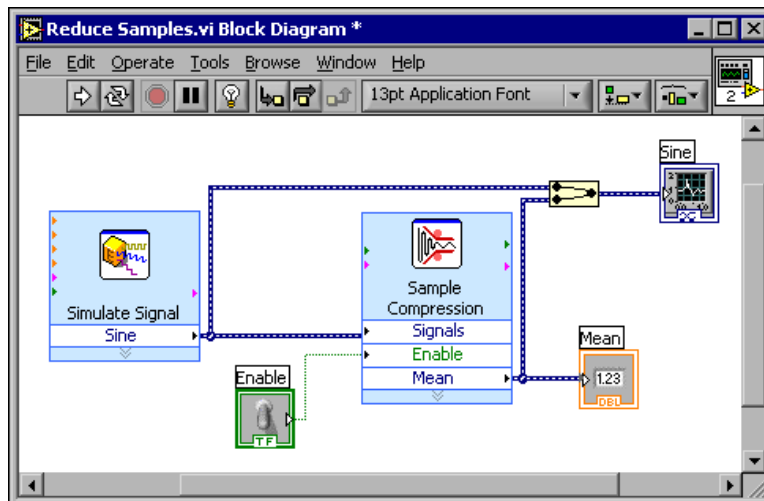 Reduce Samples.vi Block Diagram *
File Edit Operate Tools Browse Window Help
13pt Application Font
2
Sine
Simulate Signal
Sine
Sample
Compression
Signals
Enable
Mean
Mean
1.23
DBL
Enable
TF